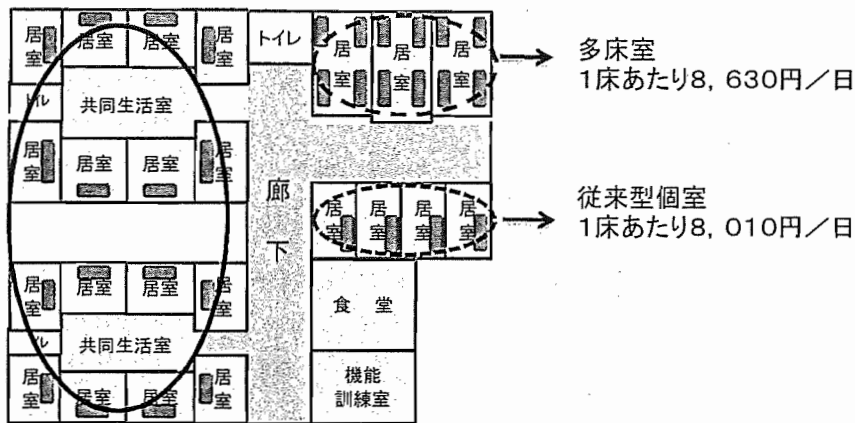 居室
居室
居室
居室
トイレ
居室
居室
居室
多床室
1床あたり8,630円／日
共同生活室
居室
居室
居室
居室
廊下
居室
居室
居室
居室
従来型個室
1床あたり8,010円／日
居室
居室
居室
居室
食 堂
共同生活室
居室
居室
居室
居室
機能
訓練室